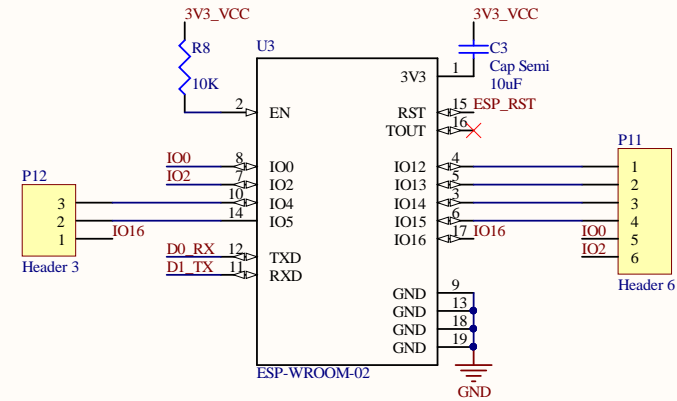 3V3_VCC
3V3_VCC
R8
10K
U3
C3
Cap Semi
10uF
3V3
1
2
EN
RST
15
ESP_RST
TOUT
16
P11
IO0
8
IO0
IO12
4
1
IO2
7
IO2
IO13
5
2
P12
3
10
IO4
IO14
3
3
2
14
IO5
IO15
6
4
1
IO16
IO16
17
IO16
IO0
5
D0_RX
12
TXD
IO2
6
Header 3
D1_TX
11
RXD
Header 6
GND
9
GND
13
GND
18
GND
19
ESP-WROOM-02
GND